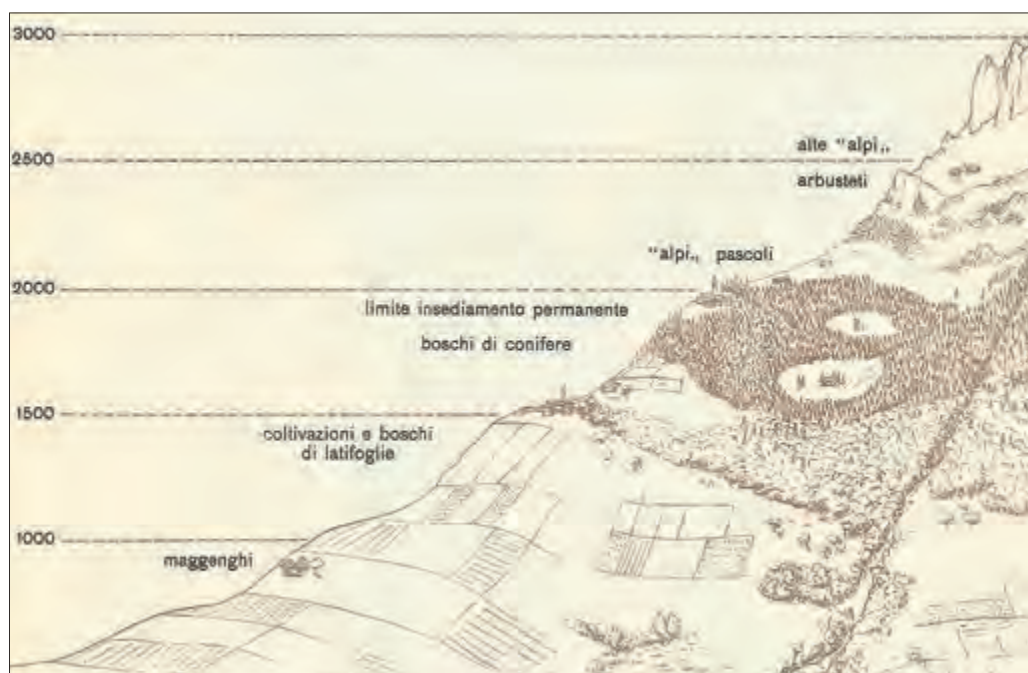 3000
alte "alpi„
2500
arbusteti
"alpi„ pascoli
2000
limite insediamento permanente
boschi di conifere
1500
coltivazioni e boschi
di latifoglie
1000
maggenghi